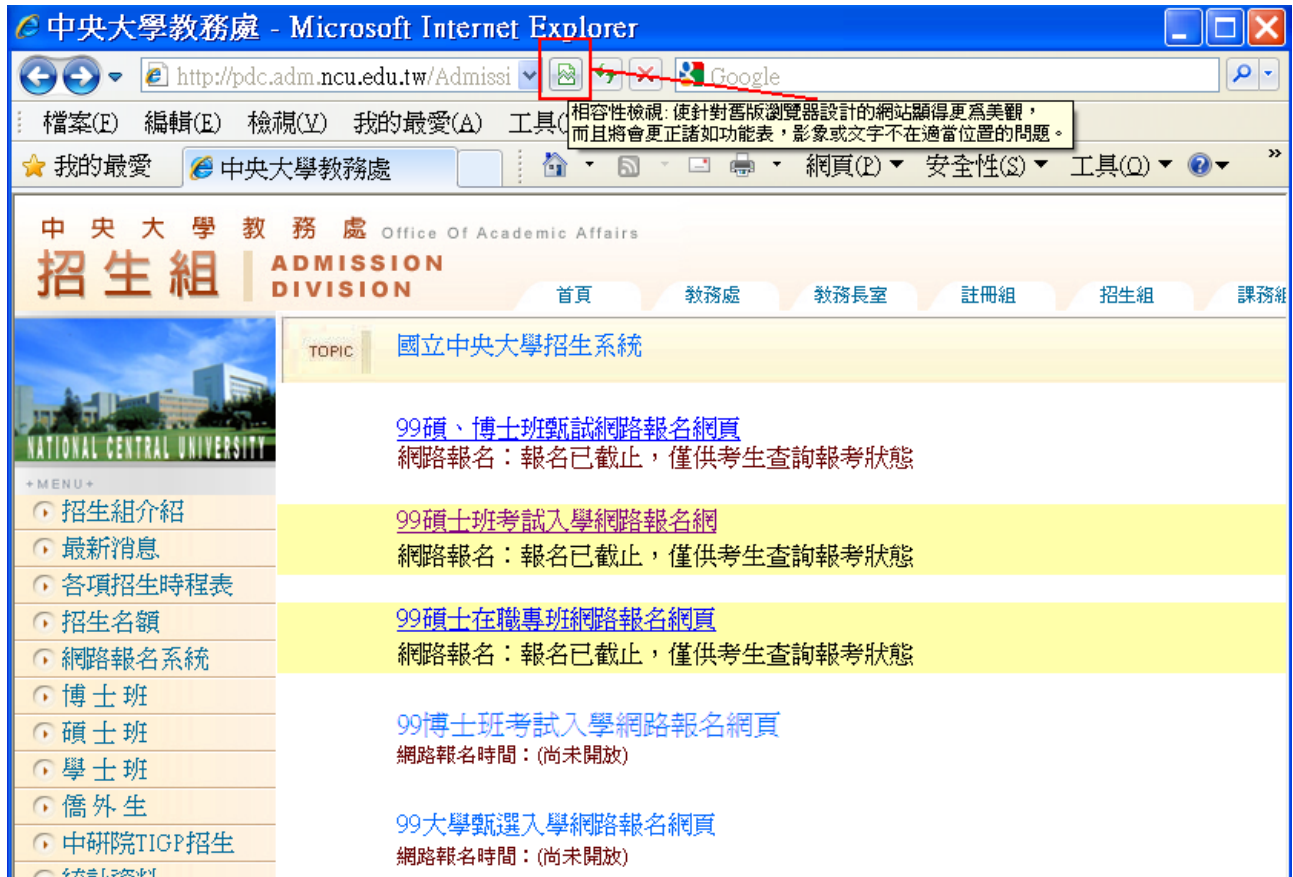 中央大學教務處 - Microsoft Internet Explorer
http://pdc.adm.ncu.edu.tw/Admissi
Google
檔案(F) 編輯(E) 檢視(V) 我的最愛(A) 工具(
相容性檢視: 使針對舊版瀏覽器設計的網站顯得更為美觀，
而且將會更正諸如功能表，影象或文字不在適當位置的問題。
我的最愛 中央大學教務處 網頁(P) 安全性(S) 工具(O) »
中央大學教務處 Office Of Academic Affairs
招生組 ADMISSION
DIVISION
首頁 教務處 教務長室 註冊組 招生組 課務組
NATIONAL CENTRAL UNIVERSITY
+MENU+
招生組介紹
最新消息
各項招生時程表
招生名額
網路報名系統
博士班
碩士班
學士班
僑外生
中研院TIGP招生
統計資料
TOPIC 國立中央大學招生系統
99碩、博士班甄試網路報名網頁
網路報名：報名已截止，僅供考生查詢報考狀態
99碩士班考試入學網路報名網
網路報名：報名已截止，僅供考生查詢報考狀態
99碩士在職專班網路報名網頁
網路報名：報名已截止，僅供考生查詢報考狀態
99博士班考試入學網路報名網頁
網路報名時間：(尚未開放)
99大學甄選入學網路報名網頁
網路報名時間：(尚未開放)